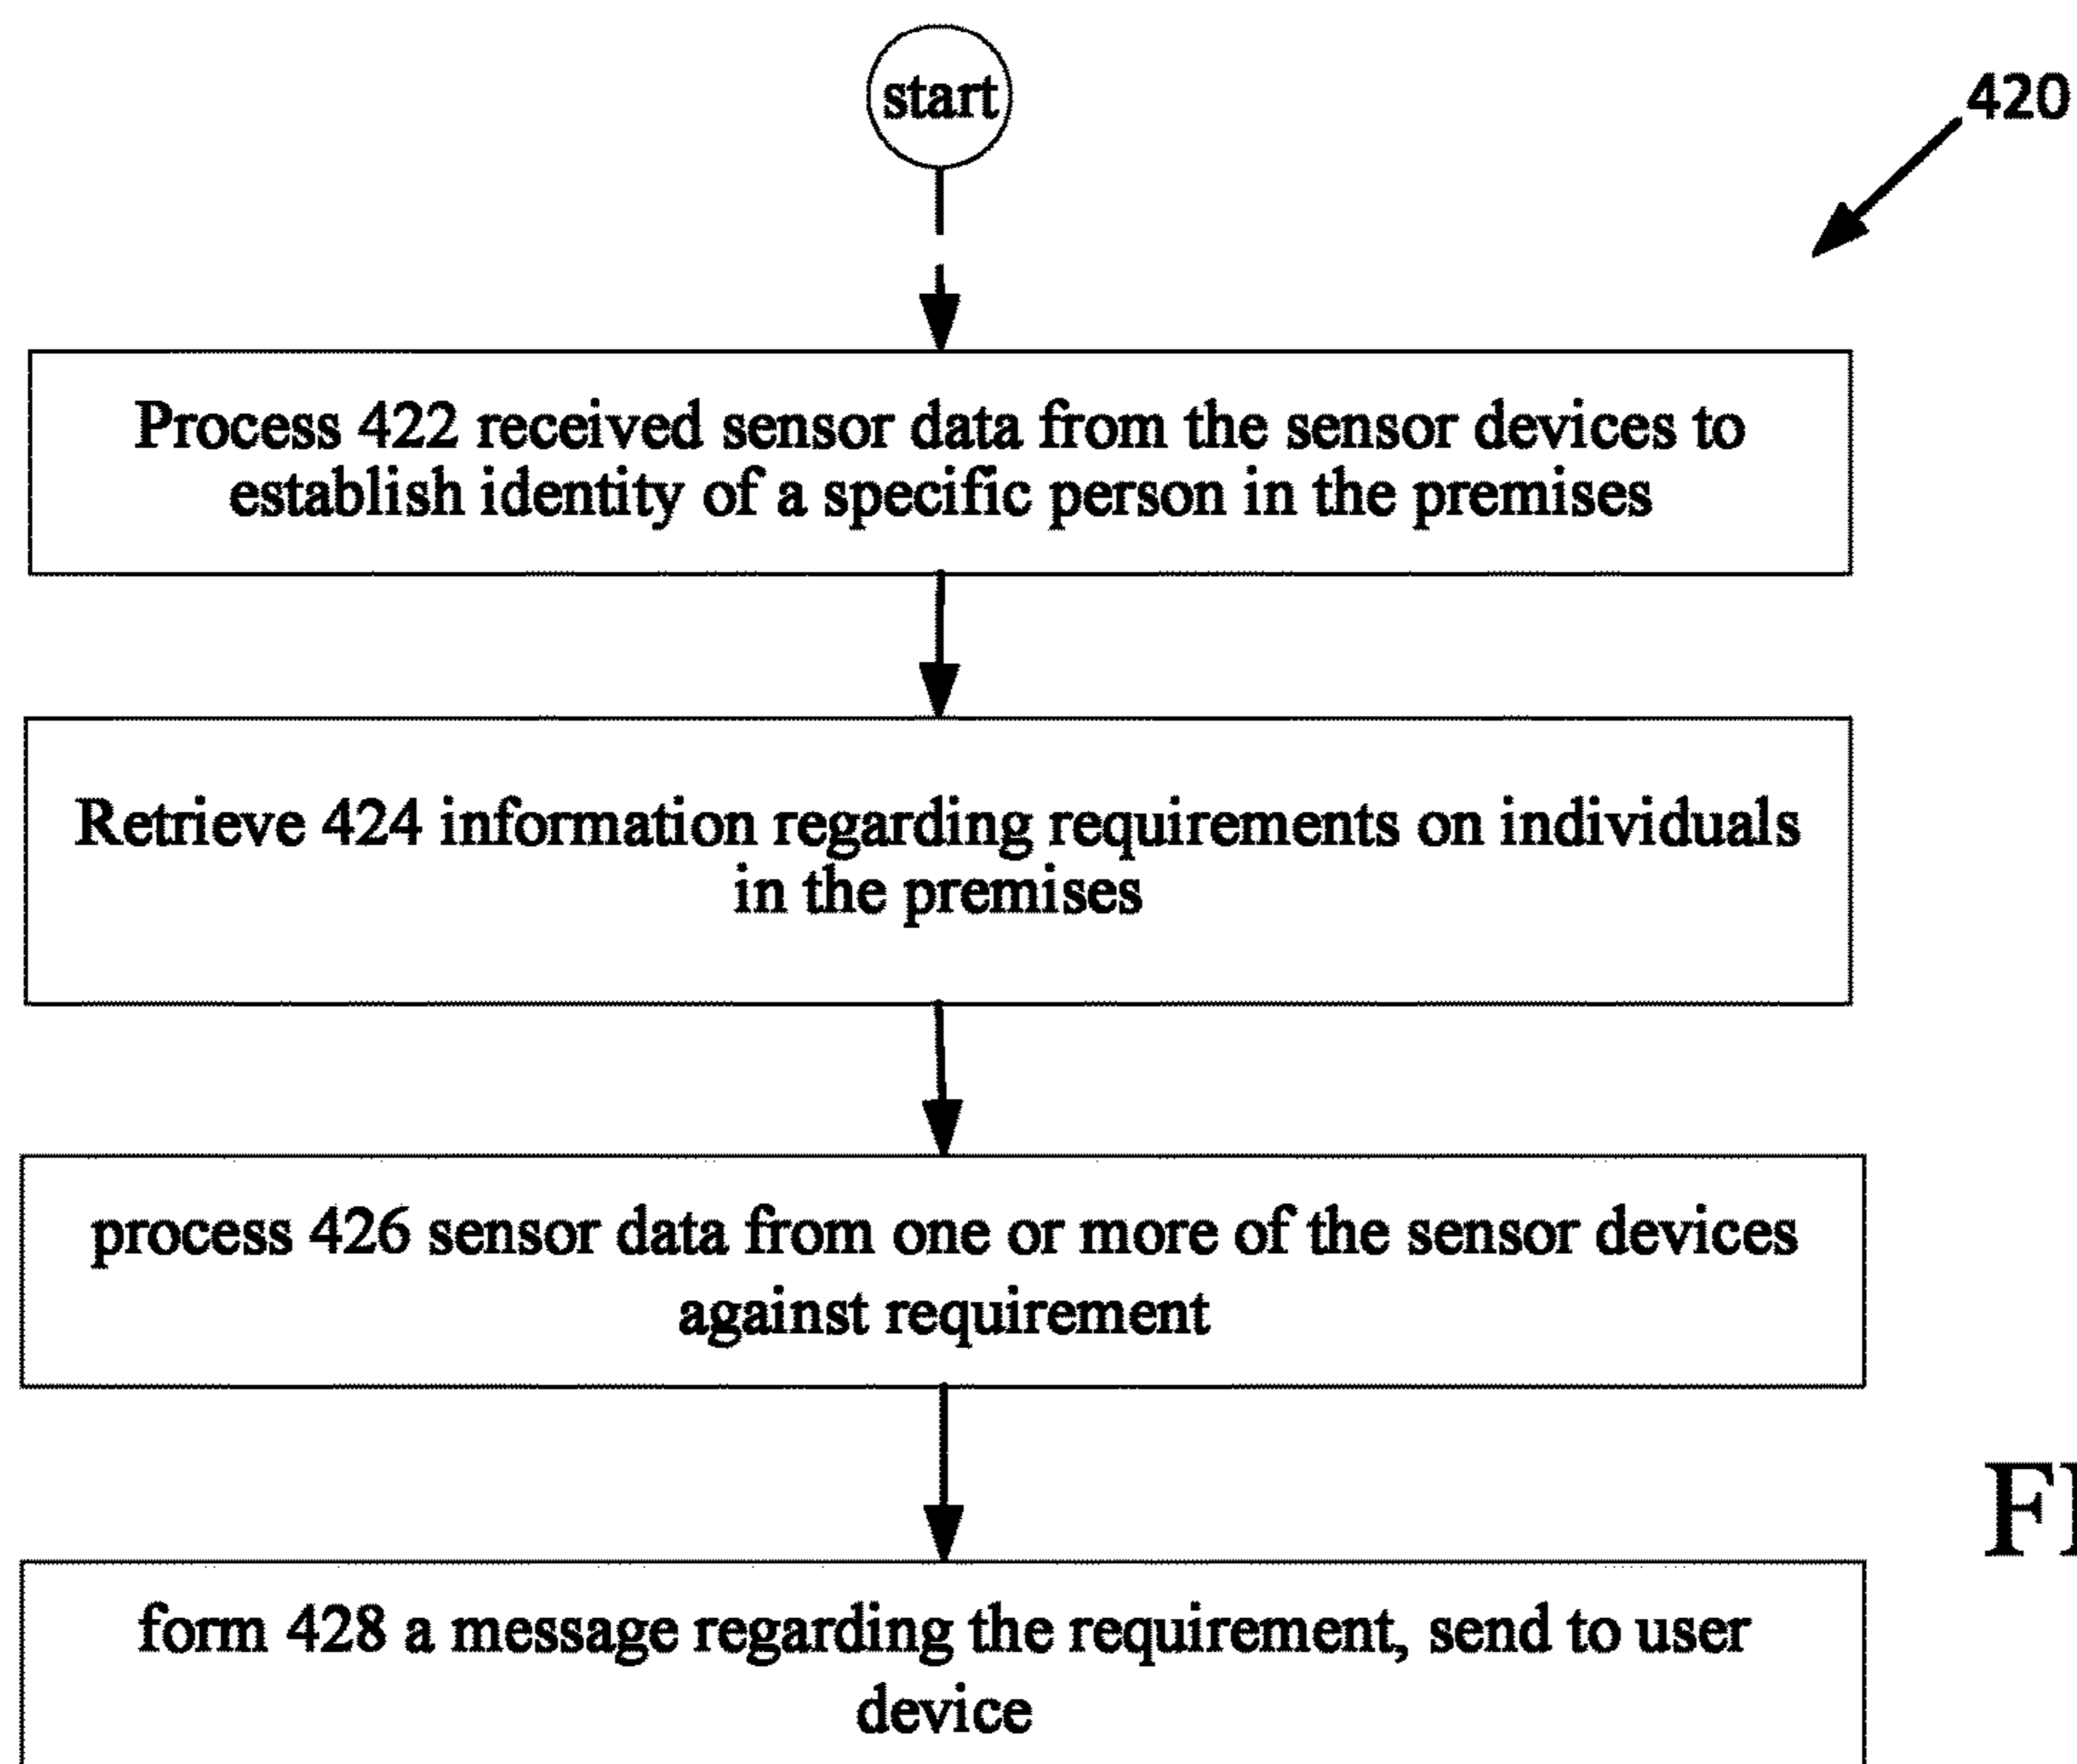 start
420
Process 422 received sensor data from the sensor devices to
establish identity of a specific person in the premises
Retrieve 424 information regarding requirements on individuals
in the premises
process 426 sensor data from one or more of the sensor devices
against requirement
form 428 a message regarding the requirement, send to user
device